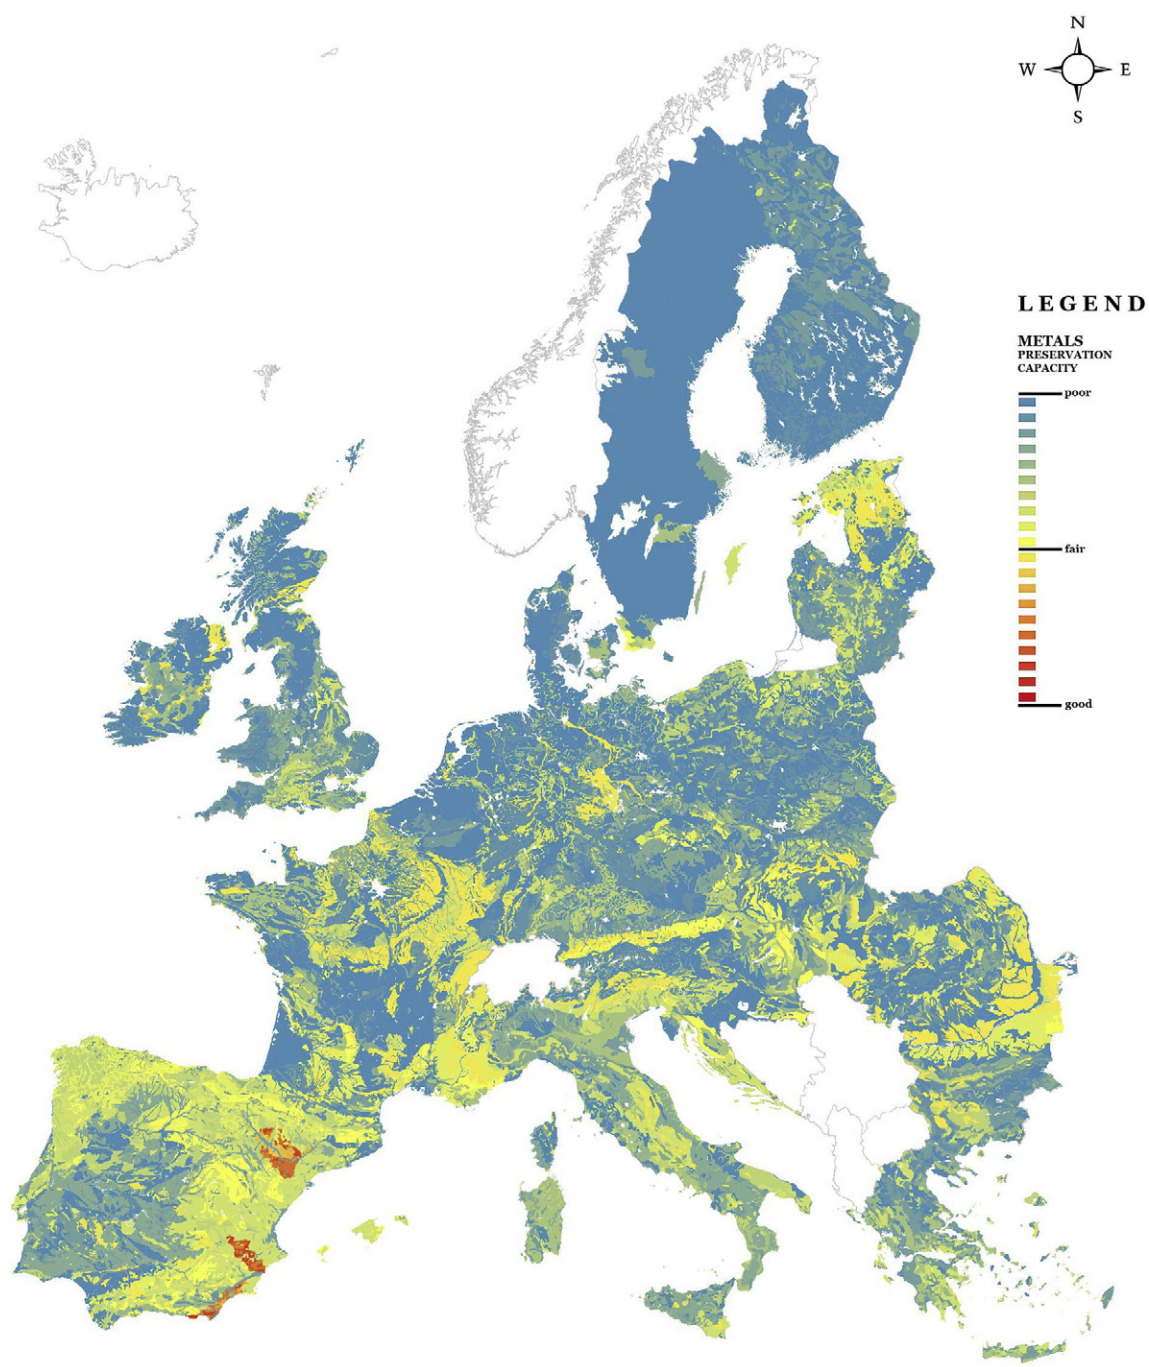 N
W E
S
LEGEND
METALS
PRESERVATION
CAPACITY
poor
fair
good